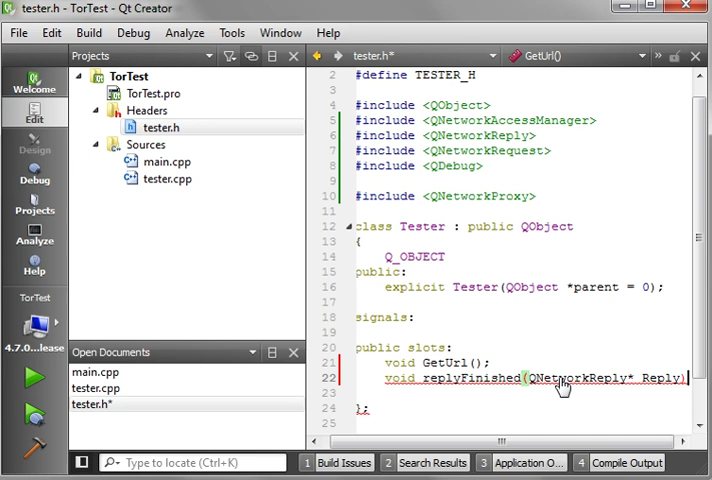 tester.h - TorTest - Qt Creator
File Edit Build Debug Analyze Tools Window Help
Projects
tester.h*
GetUrl()
Qt
Welcome
Edit
Design
Debug
Projects
Analyze
Help
TorTest
4.7.0...lease
TorTest
TorTest.pro
Headers
tester.h
Sources
main.cpp
tester.cpp
Open Documents
main.cpp
tester.cpp
tester.h*
2 #define TESTER_H
3
4 #include <QObject>
5 #include <QNetworkAccessManager>
6 #include <QNetworkReply>
7 #include <QNetworkRequest>
8 #include <QDebug>
9
10 #include <QNetworkProxy>
11
12 class Tester : public QObject
13 {
14 Q_OBJECT
15 public:
16 explicit Tester(QObject *parent = 0);
17
18 signals:
19
20 public slots:
21 void GetUrl();
22 void replyFinished(QNetworkReply* Reply)
23
24 };
25
Type to locate (Ctrl+K)
1 Build Issues
2 Search Results
3 Application O...
4 Compile Output